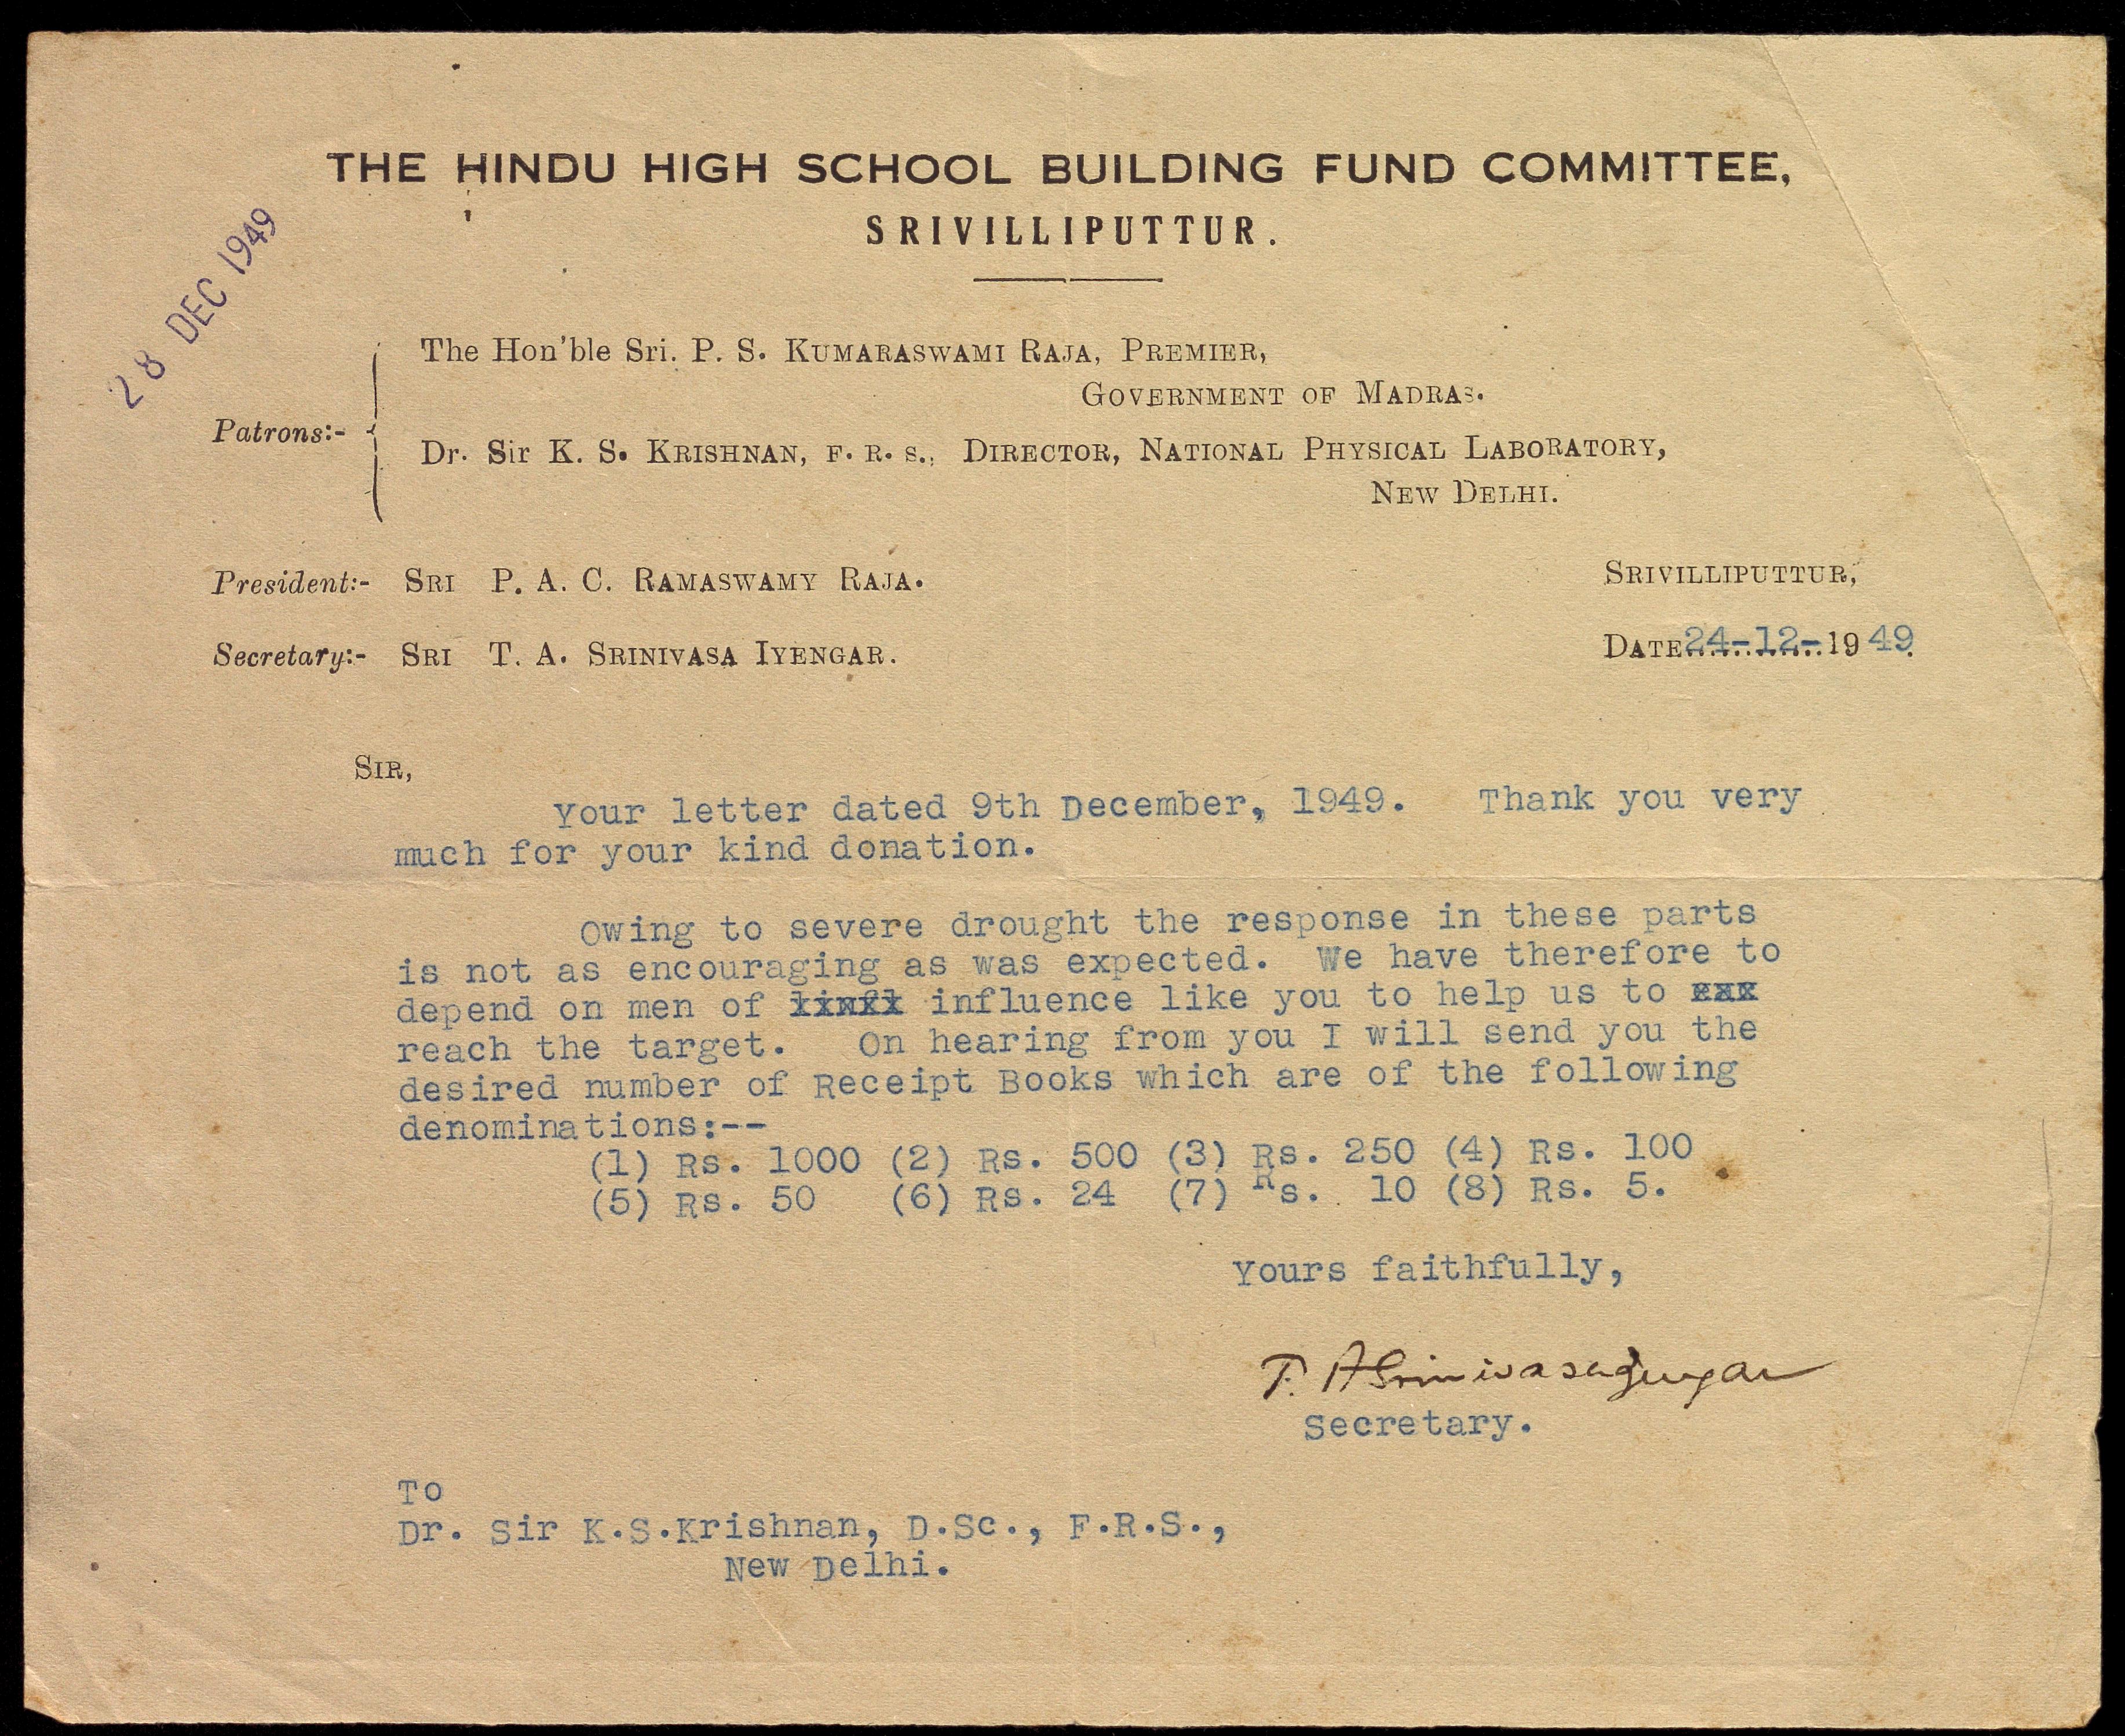 THE HINDU HIGH SCHOOL BUILDING FUND COMMITTEE,
SRIVILLIPUTTUR.
28 DEC 1949
The Hon'ble Sri. P. S. KUMARASWAMI RAJA, PREMIER,
GOVERNMENT OF MADRAS.
Patrons:-
Dr. Sir K. S. KRISHNAN, F. R. S., DIRECTOR, NATIONAL PHYSICAL LABORATORY,
NEW DELHI.
President:- SRI P. A. C. RAMASWAMY RAJA.
SRIVILLIPUTTUR,
Secretary:- SRI T. A. SRINIVASA IYENGAR.
DATE 24-12-1949.
SIR,
Your letter dated 9th December, 1949. Thank you very
much for your kind donation.
Owing to severe drought the response in these parts
is not as encouraging as was expected. We have therefore to
depend on men of influence like you to help us to
reach the target. On hearing from you I will send you the
desired number of Receipt Books which are of the following
denominations:--
(1) Rs. 1000 (2) Rs. 500 (3) Rs. 250 (4) Rs. 100
(5) Rs. 50 (6) Rs. 24 (7) Rs. 10 (8) Rs. 5.
Yours faithfully,
T. A Srinivasa Iyengar
Secretary.
To
Dr. Sir K.S.Krishnan, D.Sc., F.R.S.,
New Delhi.